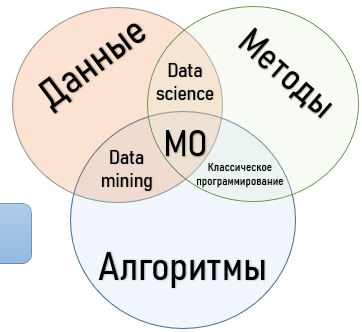 Данные
Методы
Data
science
МО
Data
mining
Классическое
программирование
Алгоритмы